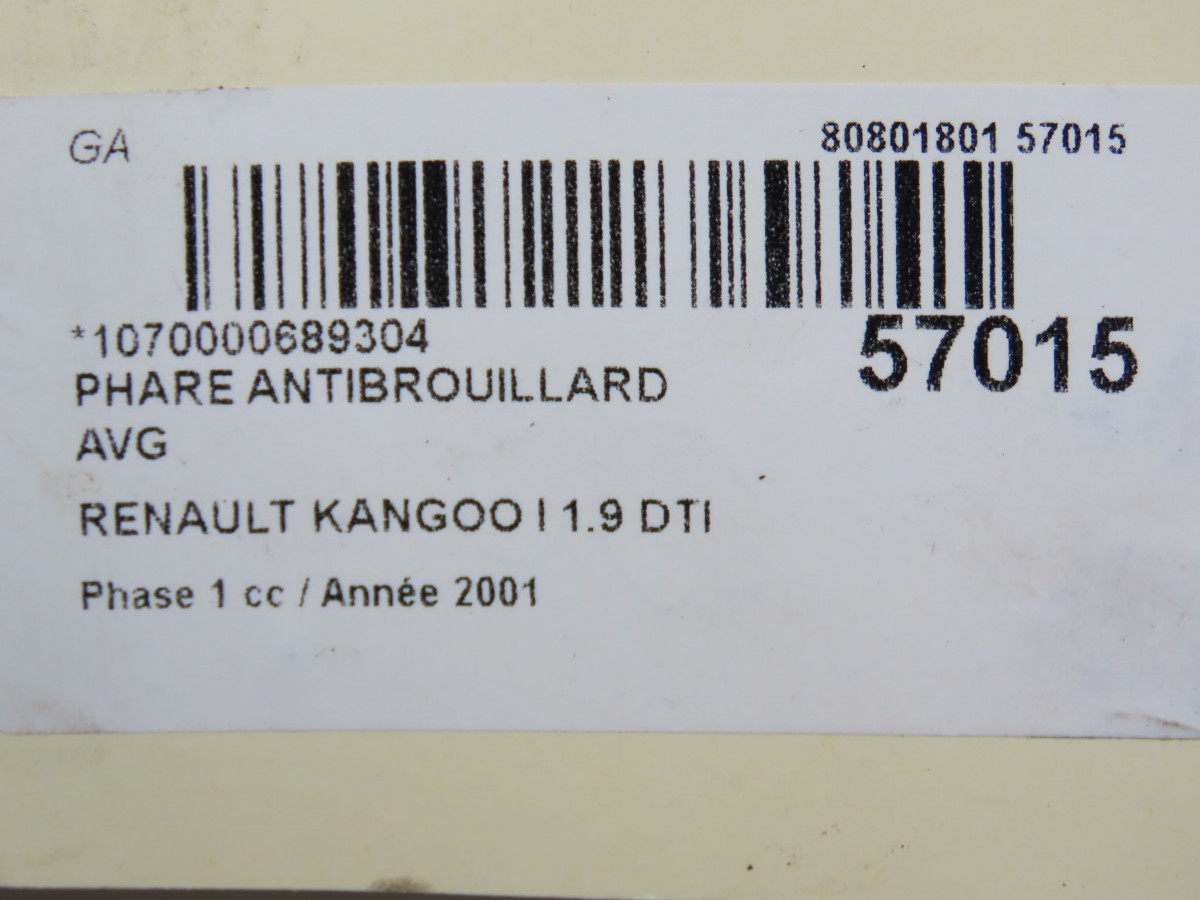 GA
80801801 57015
*1070000689304
57015
PHARE ANTIBROUILLARD
AVG
RENAULT KANGOO I 1.9 DTI
Phase 1 cc / Année 2001